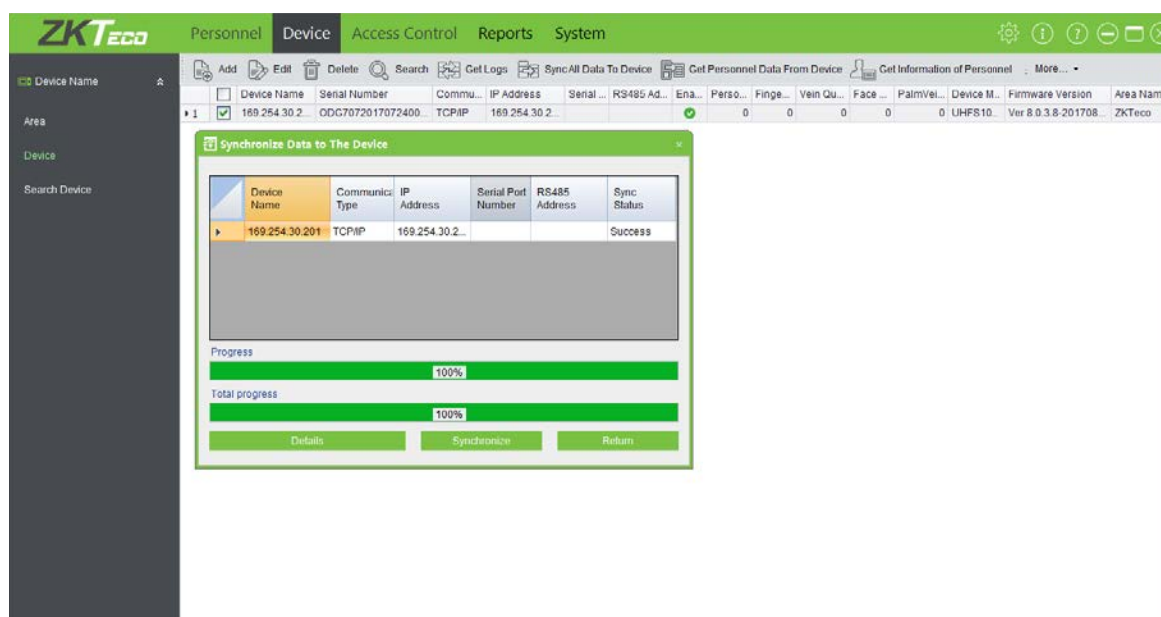 ZKTeco Personnel Device Access Control Reports System
Device Name
Area
Device
Search Device
Add Edit Delete Search Get Logs Sync All Data To Device Get Personnel Data From Device Get Information of Personnel : More...
Device Name Serial Number Commu... IP Address Serial ... RS485 Ad... Ena... Perso... Finge... Vein Qu... Face ... PalmVei... Device M... Firmware Version Area Nam
1 169.254.30.2... ODG7072017072400... TCP/IP 169.254.30.2... 0 0 0 0 0 UHFS10... Ver 8.0.3.8-201708... ZKTeco
Synchronize Data to The Device
Device Name Communica Type IP Address Serial Port Number RS485 Address Sync Status
169.254.30.201 TCP/IP 169.254.30.2... Success
Progress
100%
Total progress
100%
Details Synchronize Return